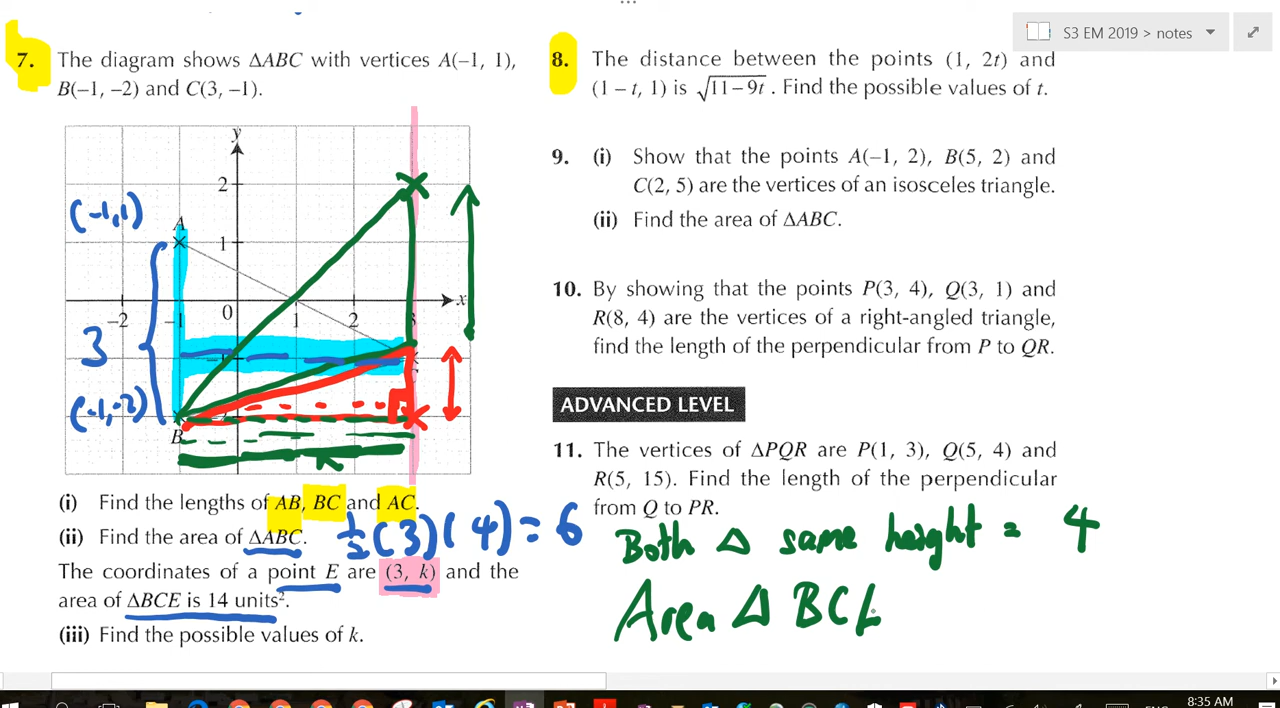 S3 EM 2019 > notes
7. The diagram shows ΔABC with vertices A(−1, 1),
B(−1, −2) and C(3, −1).
y
2
(-1,1)
A
1
x
−2
−1
0
1
2
3
3
−1
C
(-1,-2)
−2
B
(i) Find the lengths of AB, BC and AC.
(ii) Find the area of ΔABC.
½(3)(4)=6
The coordinates of a point E are (3, k) and the
area of ΔBCE is 14 units².
(iii) Find the possible values of k.
8. The distance between the points (1, 2t) and
(1 − t, 1) is √(11 − 9t). Find the possible values of t.
9. (i) Show that the points A(−1, 2), B(5, 2) and
C(2, 5) are the vertices of an isosceles triangle.
(ii) Find the area of ΔABC.
10. By showing that the points P(3, 4), Q(3, 1) and
R(8, 4) are the vertices of a right-angled triangle,
find the length of the perpendicular from P to QR.
ADVANCED LEVEL
11. The vertices of ΔPQR are P(1, 3), Q(5, 4) and
R(5, 15). Find the length of the perpendicular
from Q to PR.
Both Δ same height = 4
Area Δ BC
8:35 AM